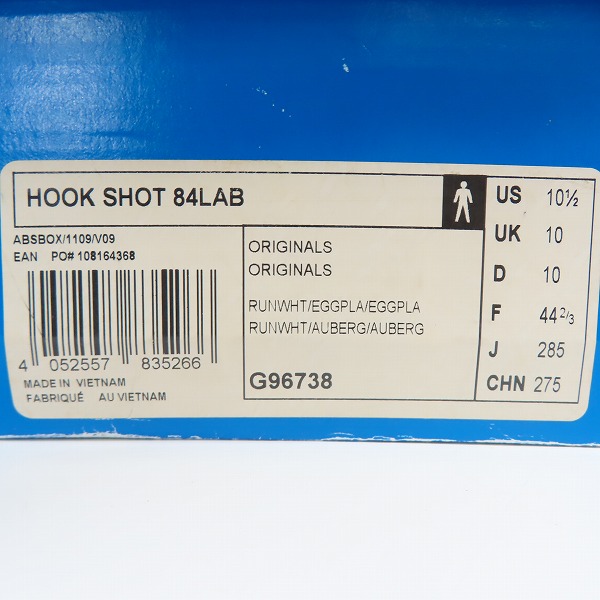 HOOK SHOT 84LAB
ABSBOX/1109/V09
EAN PO# 108164368
4 052557 835266
MADE IN VIETNAM
FABRIQUÉ AU VIETNAM
ORIGINALS
ORIGINALS
RUNWHT/EGGPLA/EGGPLA
RUNWHT/AUBERG/AUBERG
G96738
US 10½
UK 10
D 10
F 44 2/3
J 285
CHN 275